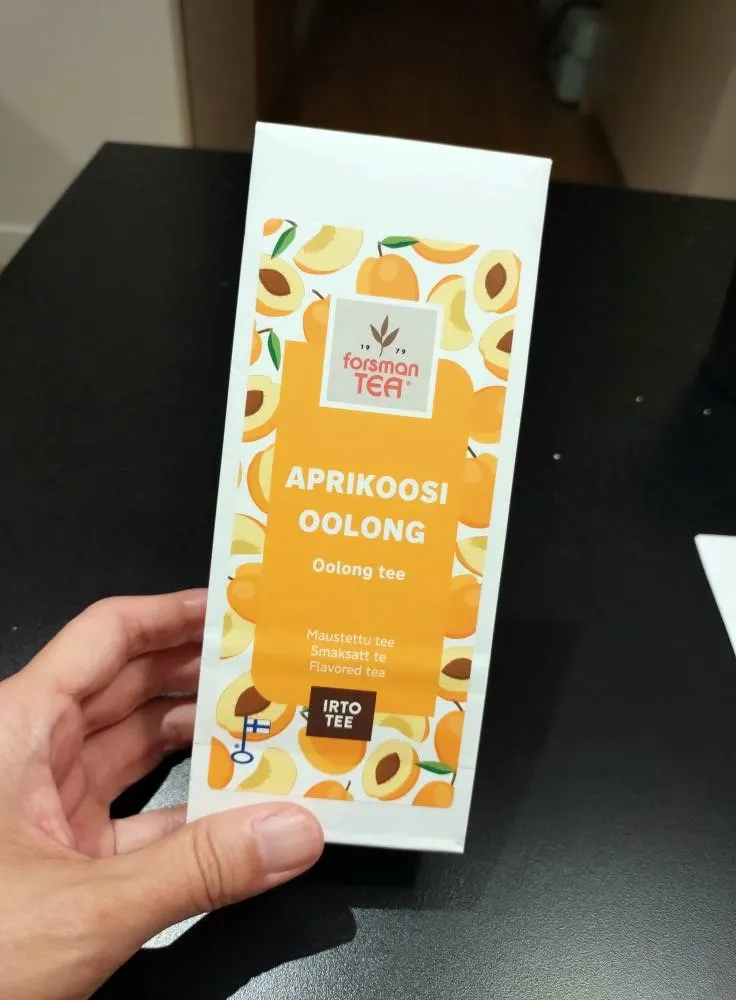 19 79
forsman
TEA®
APRIKOOSI
OOLONG
Oolong tee
Maustettu tee
Smaksatt te
Flavored tea
IRTO
TEE
®